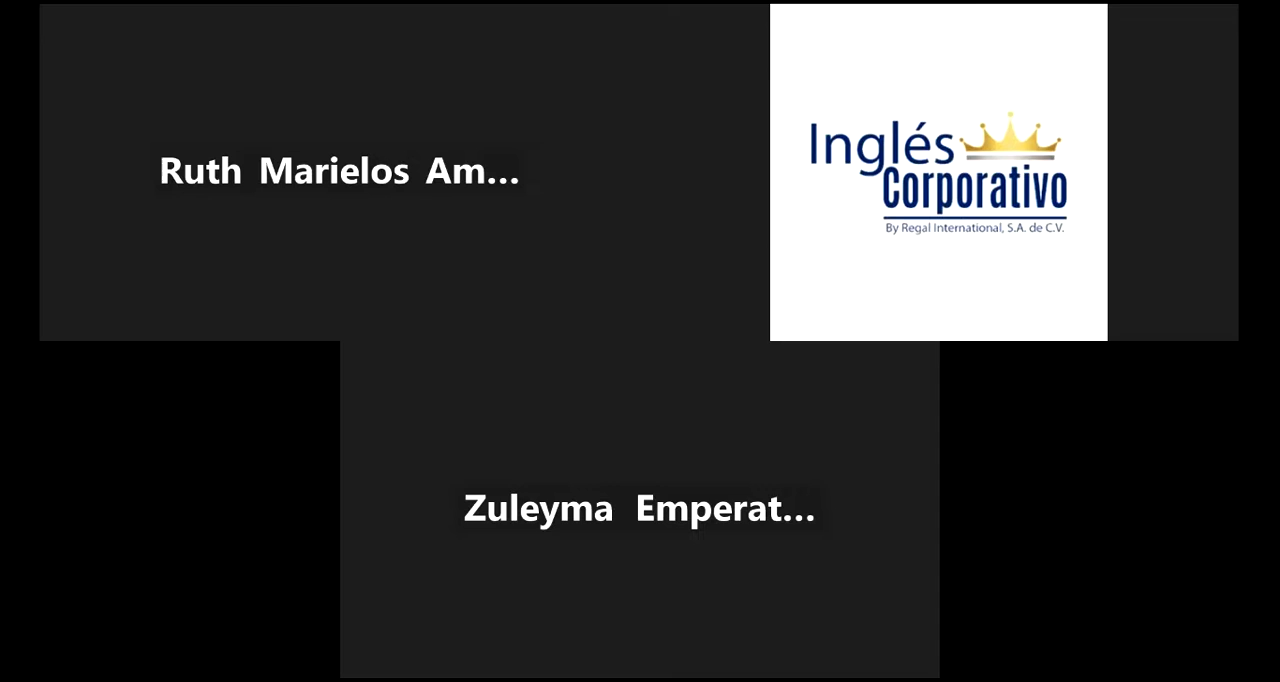 Ruth Marielos Am...
Inglés
Corporativo
By Regal International, S.A. de C.V.
Zuleyma Emperat...